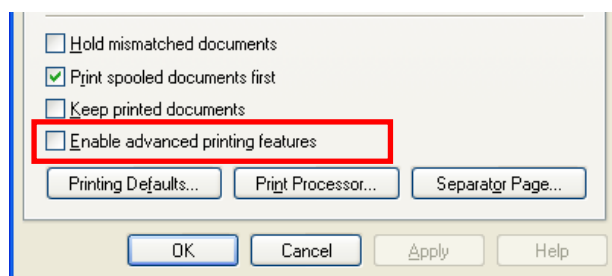 Hold mismatched documents
Print spooled documents first
Keep printed documents
Enable advanced printing features
Printing Defaults... Print Processor... Separator Page...
OK Cancel Apply Help